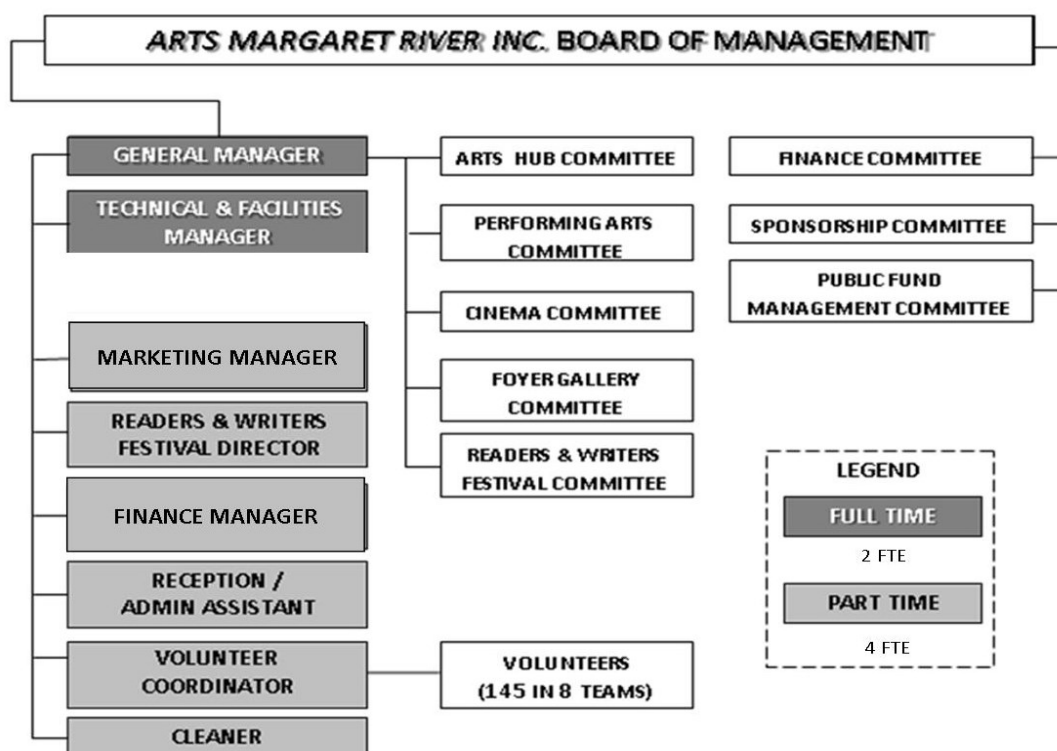 ARTS MARGARET RIVER INC. BOARD OF MANAGEMENT
GENERAL MANAGER
TECHNICAL & FACILITIES
MANAGER
MARKETING MANAGER
READERS & WRITERS
FESTIVAL DIRECTOR
FINANCE MANAGER
RECEPTION /
ADMIN ASSISTANT
VOLUNTEER
COORDINATOR
CLEANER
ARTS HUB COMMITTEE
PERFORMING ARTS
COMMITTEE
CINEMA COMMITTEE
FOYER GALLERY
COMMITTEE
READERS & WRITERS
FESTIVAL COMMITTEE
VOLUNTEERS
(145 IN 8 TEAMS)
FINANCE COMMITTEE
SPONSORSHIP COMMITTEE
PUBLIC FUND
MANAGEMENT COMMITTEE
LEGEND
FULL TIME
2 FTE
PART TIME
4 FTE